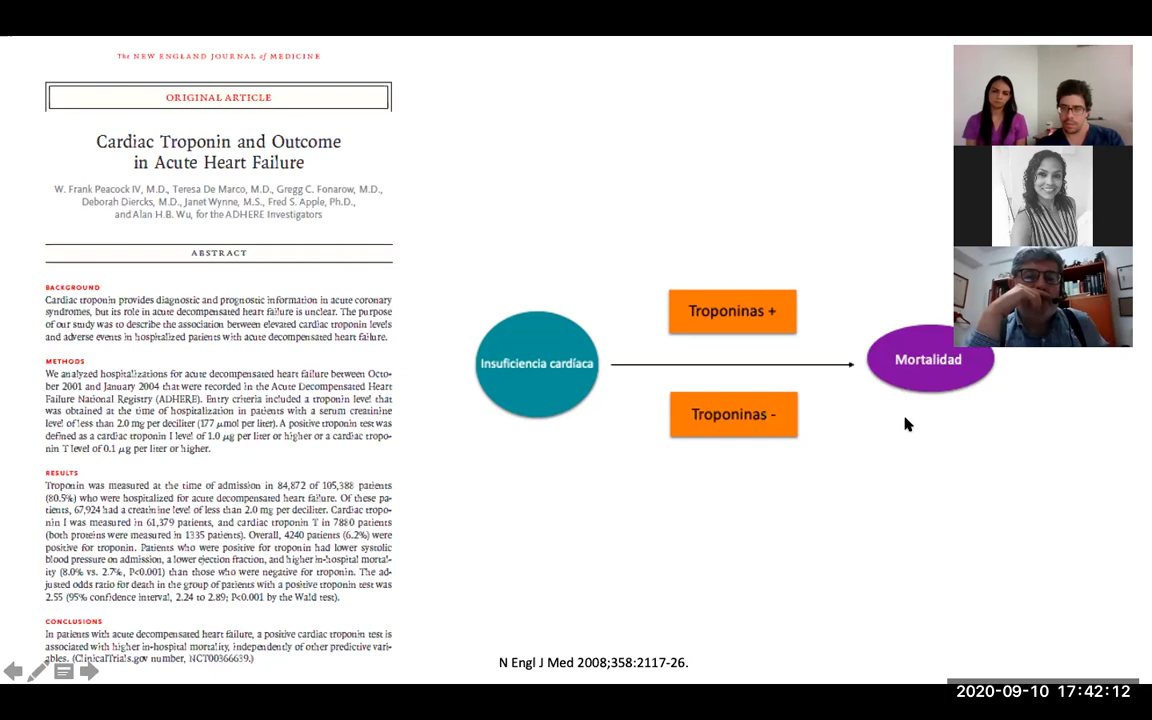 The NEW ENGLAND JOURNAL of MEDICINE
ORIGINAL ARTICLE
Cardiac Troponin and Outcome
in Acute Heart Failure
W. Frank Peacock IV, M.D., Teresa De Marco, M.D., Gregg C. Fonarow, M.D.,
Deborah Diercks, M.D., Janet Wynne, M.S., Fred S. Apple, Ph.D.,
and Alan H.B. Wu, for the ADHERE Investigators
ABSTRACT
BACKGROUND
Cardiac troponin provides diagnostic and prognostic information in acute coronary
syndromes, but its role in acute decompensated heart failure is unclear. The purpose
of our study was to describe the association between elevated cardiac troponin levels
and adverse events in hospitalized patients with acute decompensated heart failure.
METHODS
We analyzed hospitalizations for acute decompensated heart failure between Octo-
ber 2001 and January 2004 that were recorded in the Acute Decompensated Heart
Failure National Registry (ADHERE). Entry criteria included a troponin level that
was obtained at the time of hospitalization in patients with a serum creatinine
level of less than 2.0 mg per deciliter (177 μmol per liter). A positive troponin test was
defined as a cardiac troponin I level of 1.0 μg per liter or higher or a cardiac tropo-
nin T level of 0.1 μg per liter or higher.
RESULTS
Troponin was measured at the time of admission in 84,872 of 105,388 patients
(80.5%) who were hospitalized for acute decompensated heart failure. Of these pa-
tients, 67,924 had a creatinine level of less than 2.0 mg per deciliter. Cardiac tropo-
nin I was measured in 61,379 patients, and cardiac troponin T in 7880 patients
(both proteins were measured in 1335 patients). Overall, 4240 patients (6.2%) were
positive for troponin. Patients who were positive for troponin had lower systolic
blood pressure on admission, a lower ejection fraction, and higher in-hospital mortal-
ity (8.0% vs. 2.7%, P<0.001) than those who were negative for troponin. The ad-
justed odds ratio for death in the group of patients with a positive troponin test was
2.55 (95% confidence interval, 2.24 to 2.89; P<0.001 by the Wald test).
CONCLUSIONS
In patients with acute decompensated heart failure, a positive cardiac troponin test is
associated with higher in-hospital mortality, independently of other predictive vari-
ables. (ClinicalTrials.gov number, NCT00366639.)
Insuficiencia cardíaca
Troponinas +
Troponinas -
Mortalidad
N Engl J Med 2008;358:2117-26.
2020-09-10 17:42:12